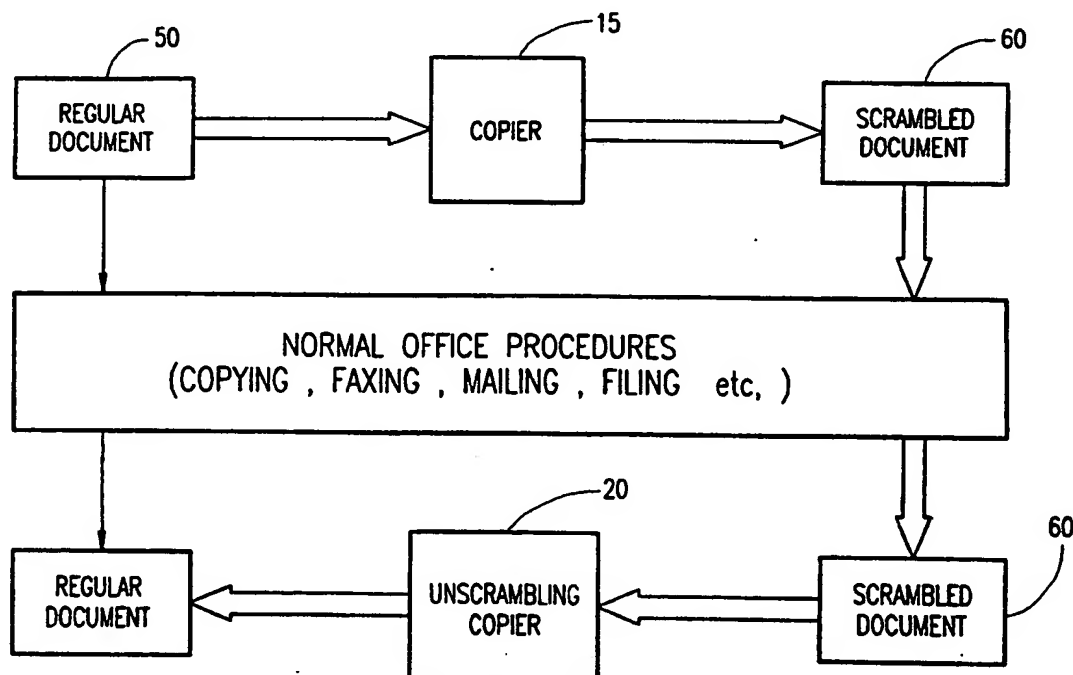 50
15
60
REGULAR
DOCUMENT
COPIER
SCRAMBLED
DOCUMENT
NORMAL OFFICE PROCEDURES
(COPYING , FAXING , MAILING , FILING etc, )
20
60
REGULAR
DOCUMENT
UNSCRAMBLING
COPIER
SCRAMBLED
DOCUMENT